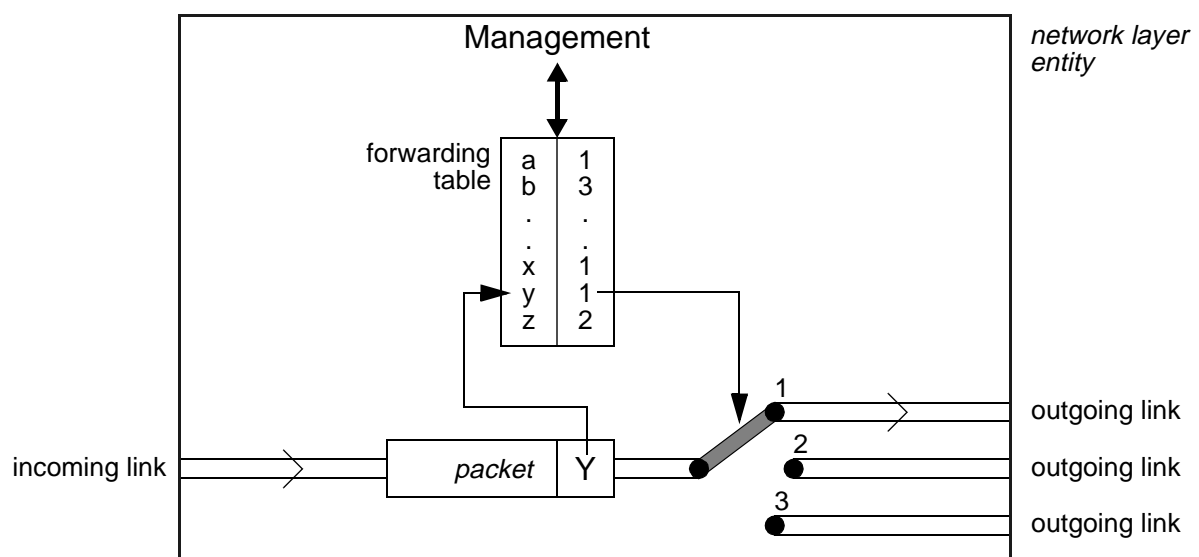 Management
network layer
entity
forwarding
table
a 1
b 3
. .
. .
x 1
y 1
z 2
1
outgoing link
incoming link
packet Y
2
outgoing link
3
outgoing link